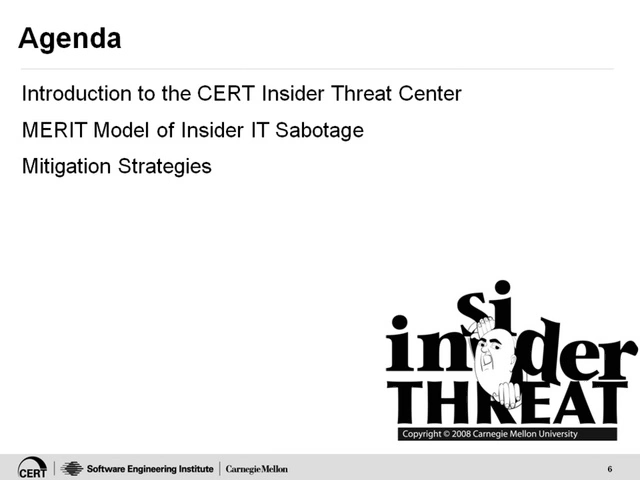 Agenda
Introduction to the CERT Insider Threat Center
MERIT Model of Insider IT Sabotage
Mitigation Strategies
insider
THREAT
Copyright © 2008 Carnegie Mellon University
CERT
Software Engineering Institute
CarnegieMellon
6